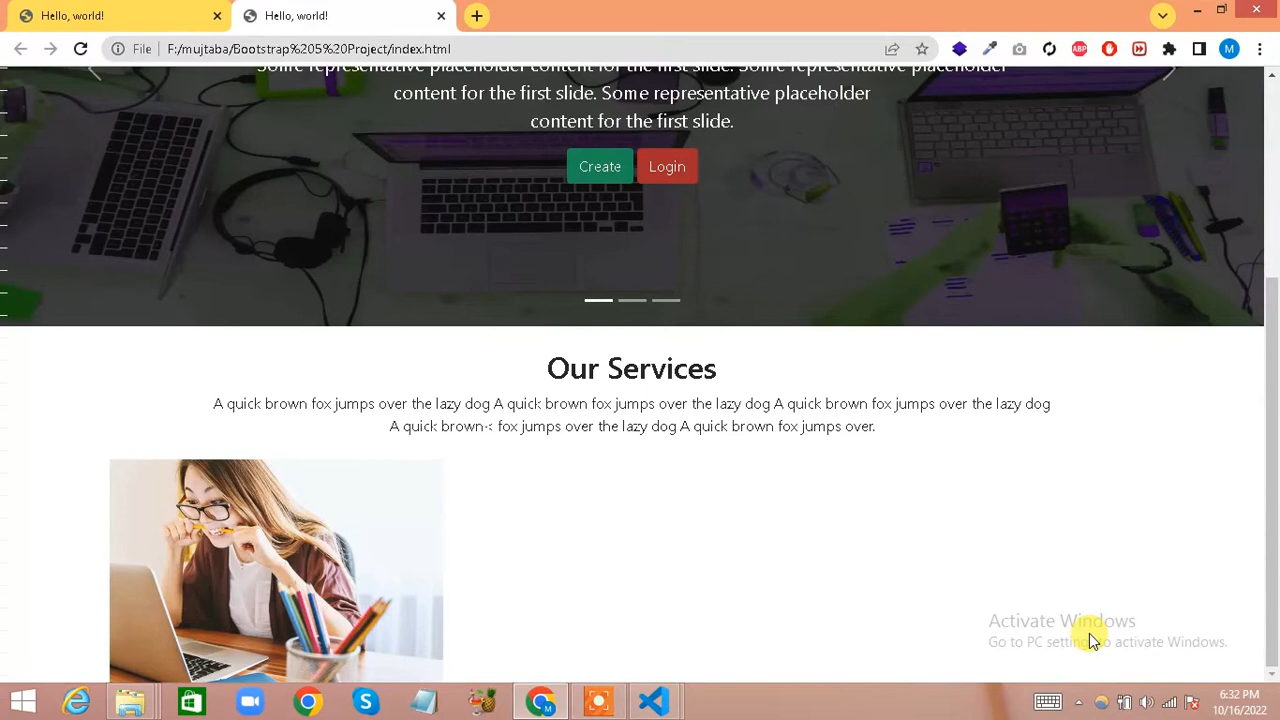 Hello, world!
Hello, world!
File
F:/mujtaba/Bootstrap%205%20Project/index.html
ABP
M
Some representative placeholder content for the first slide. Some representative placeholder
content for the first slide. Some representative placeholder
content for the first slide.
Create
Login
Our Services
A quick brown fox jumps over the lazy dog A quick brown fox jumps over the lazy dog A quick brown fox jumps over the lazy dog
A quick brown< fox jumps over the lazy dog A quick brown fox jumps over.
Activate Windows
Go to PC settings to activate Windows.
M
6:32 PM
10/16/2022